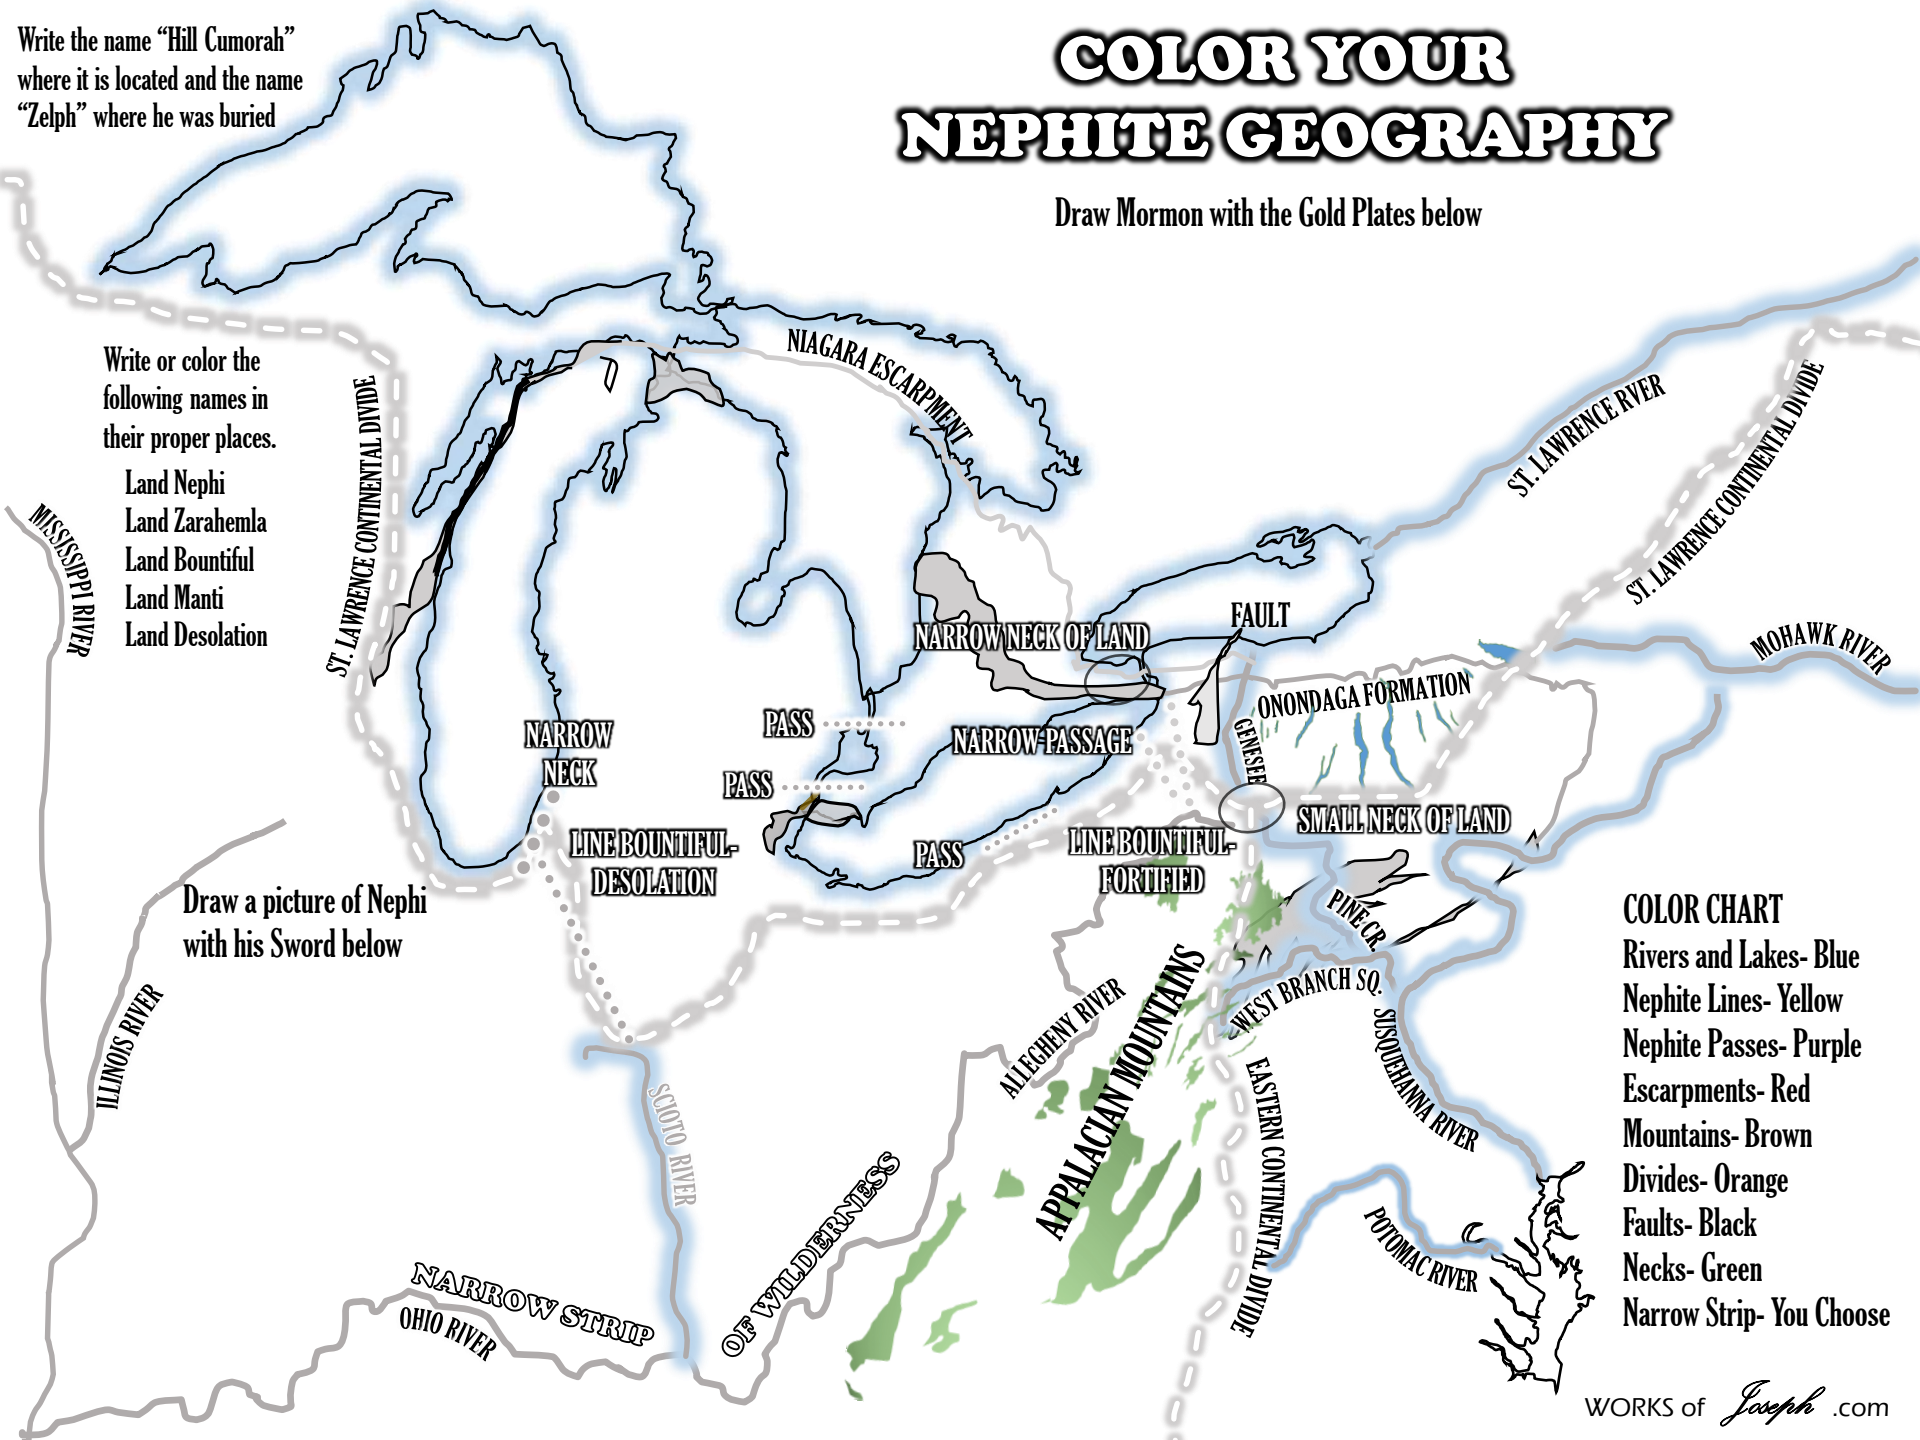 Write the name “Hill Cumorah”
where it is located and the name
“Zelph” where he was buried
COLOR YOUR
NEPHITE GEOGRAPHY
Draw Mormon with the Gold Plates below
Write or color the
following names in
their proper places.
Land Nephi
Land Zarahemla
Land Bountiful
Land Manti
Land Desolation
MISSISSIPPI RIVER
ST. LAWRENCE CONTINENTAL DIVIDE
NIAGARA ESCARPMENT
ST. LAWRENCE RVER
ST. LAWRENCE CONTINENTAL DIVIDE
MOHAWK RIVER
FAULT
NARROW NECK OF LAND
ONONDAGA FORMATION
GENESEE
PASS
NARROW PASSAGE
NARROW
NECK
PASS
SMALL NECK OF LAND
LINE BOUNTIFUL-
DESOLATION
PASS
LINE BOUNTIFUL-
FORTIFIED
Draw a picture of Nephi
with his Sword below
PINE CR.
WEST BRANCH SQ.
SUSQUEHANNA RIVER
ILLINOIS RIVER
ALLEGHENY RIVER
APPALACIAN MOUNTAINS
EASTERN CONTINENTAL DIVIDE
SCIOTO RIVER
POTOMAC RIVER
NARROW STRIP
OF WILDERNESS
OHIO RIVER
COLOR CHART
Rivers and Lakes- Blue
Nephite Lines- Yellow
Nephite Passes- Purple
Escarpments- Red
Mountains- Brown
Divides- Orange
Faults- Black
Necks- Green
Narrow Strip- You Choose
WORKS of Joseph .com